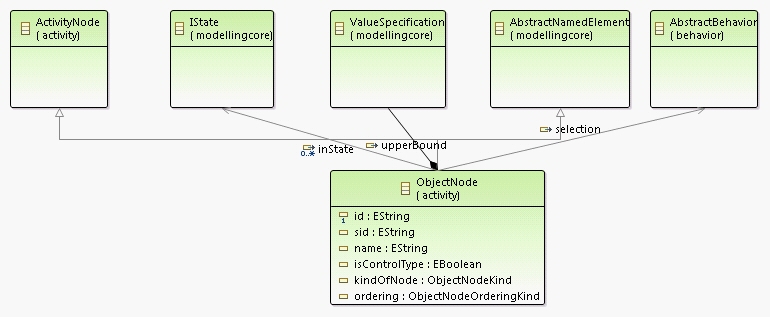 ActivityNode
( activity)
IState
( modellingcore)
ValueSpecification
( modellingcore)
AbstractNamedElement
( modellingcore)
AbstractBehavior
( behavior)
selection
upperBound
inState
0..*
ObjectNode
( activity)
1
id : EString
sid : EString
name : EString
isControlType : EBoolean
kindOfNode : ObjectNodeKind
ordering : ObjectNodeOrderingKind